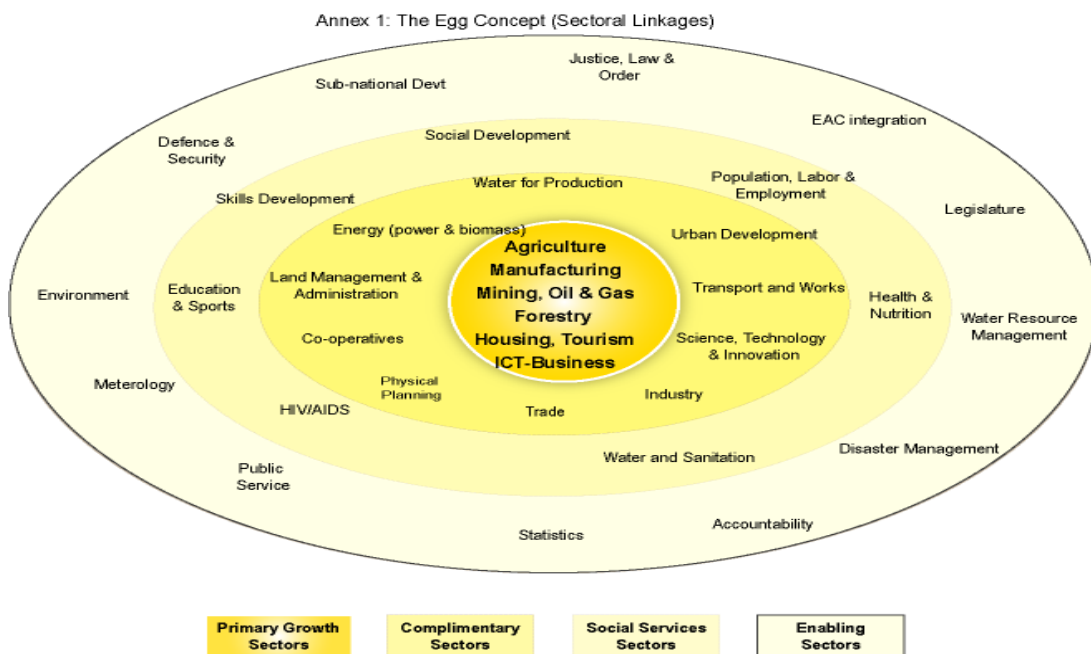 Annex 1: The Egg Concept (Sectoral Linkages)
Justice, Law &
Order
Sub-national Devt
EAC integration
Defence &
Security
Social Development
Population, Labor &
Employment
Water for Production
Skills Development
Legislature
Energy (power & biomass)
Urban Development
Agriculture
Manufacturing
Mining, Oil & Gas
Forestry
Housing, Tourism
ICT-Business
Land Management &
Administration
Transport and Works
Environment
Education
& Sports
Health &
Nutrition
Water Resource
Management
Co-operatives
Science, Technology
& Innovation
Meterology
Physical
Planning
Industry
HIV/AIDS
Trade
Disaster Management
Water and Sanitation
Public
Service
Accountability
Statistics
Primary Growth
Sectors
Complimentary
Sectors
Social Services
Sectors
Enabling
Sectors